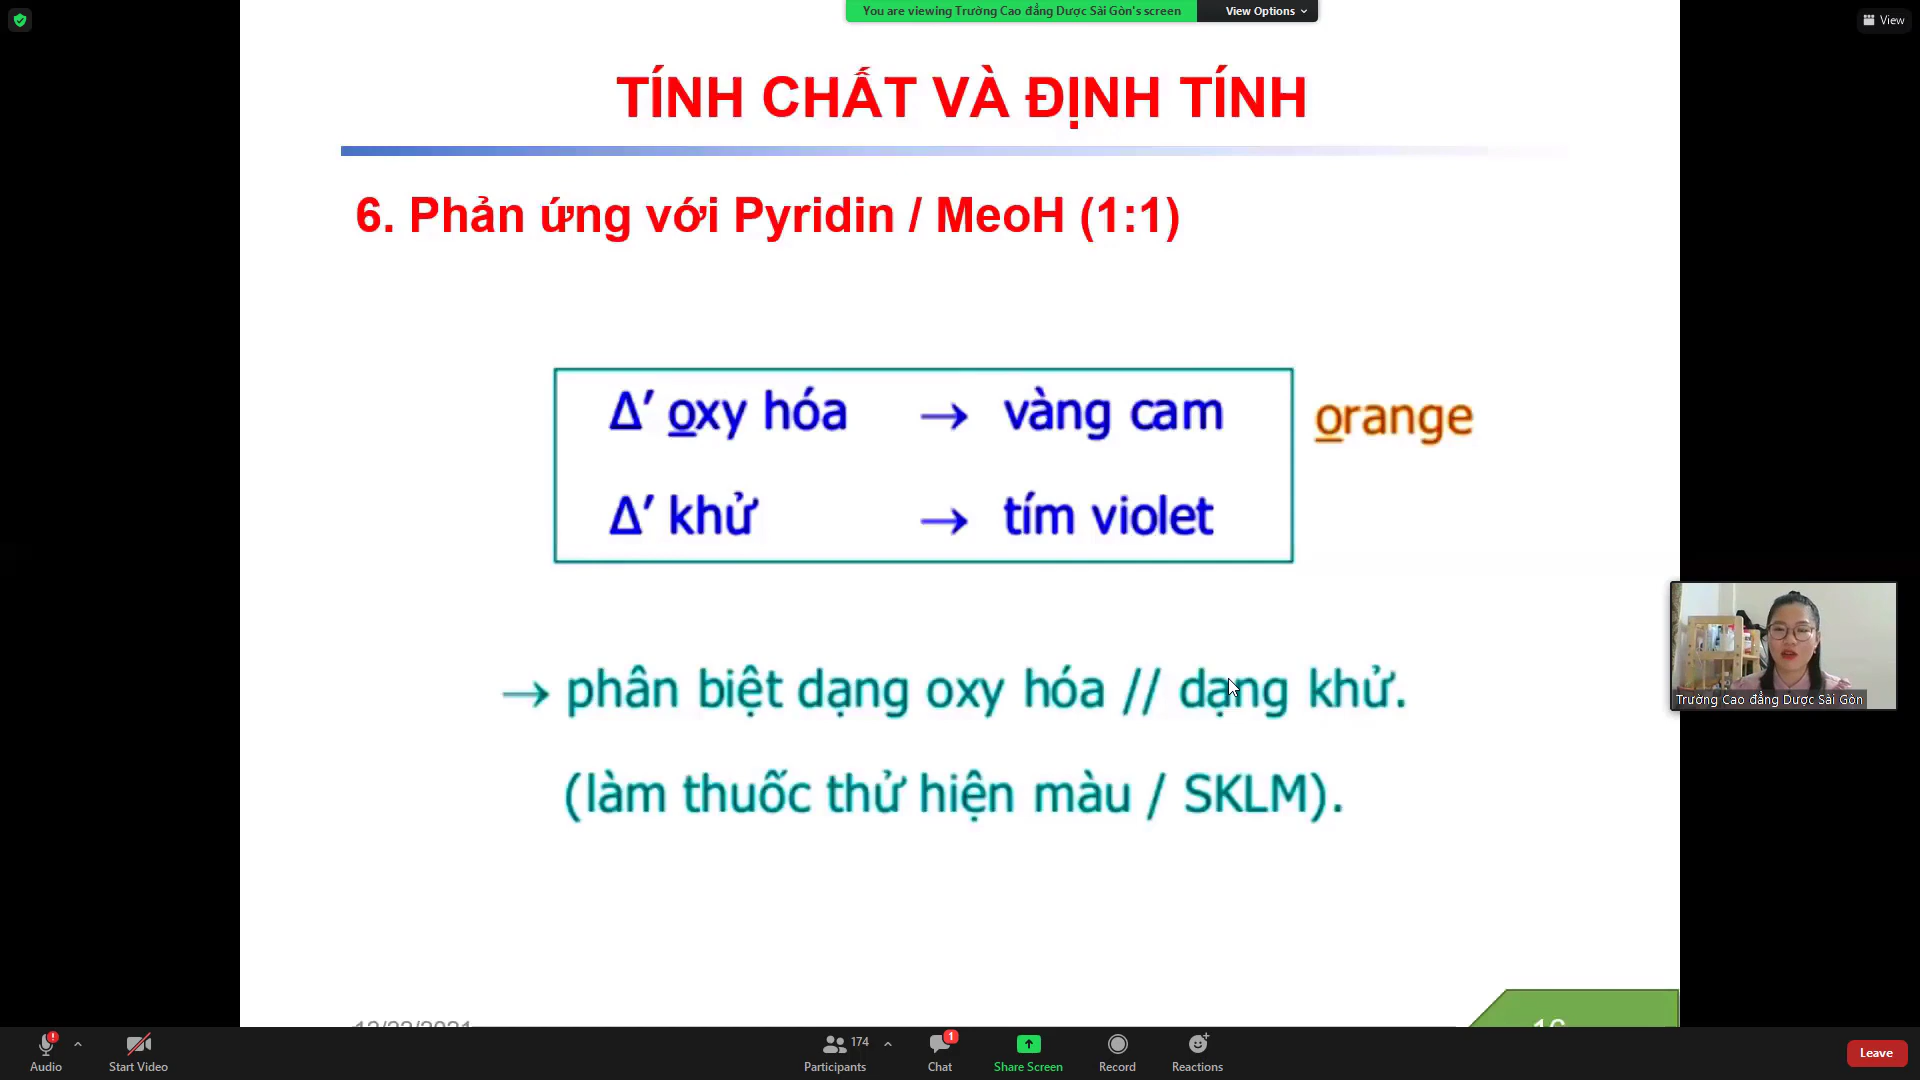 You are viewing Trường Cao đẳng Dược Sài Gòn's screen
View Options
View
TÍNH CHẤT VÀ ĐỊNH TÍNH
6. Phản ứng với Pyridin / MeoH (1:1)
Δ’ oxy hóa → vàng cam orange
Δ’ khử → tím violet
→ phân biệt dạng oxy hóa // dạng khử.
(làm thuốc thử hiện màu / SKLM).
Trường Cao đẳng Dược Sài Gòn
16
174
1
Audio
Start Video
Participants
Chat
Share Screen
Record
Reactions
Leave